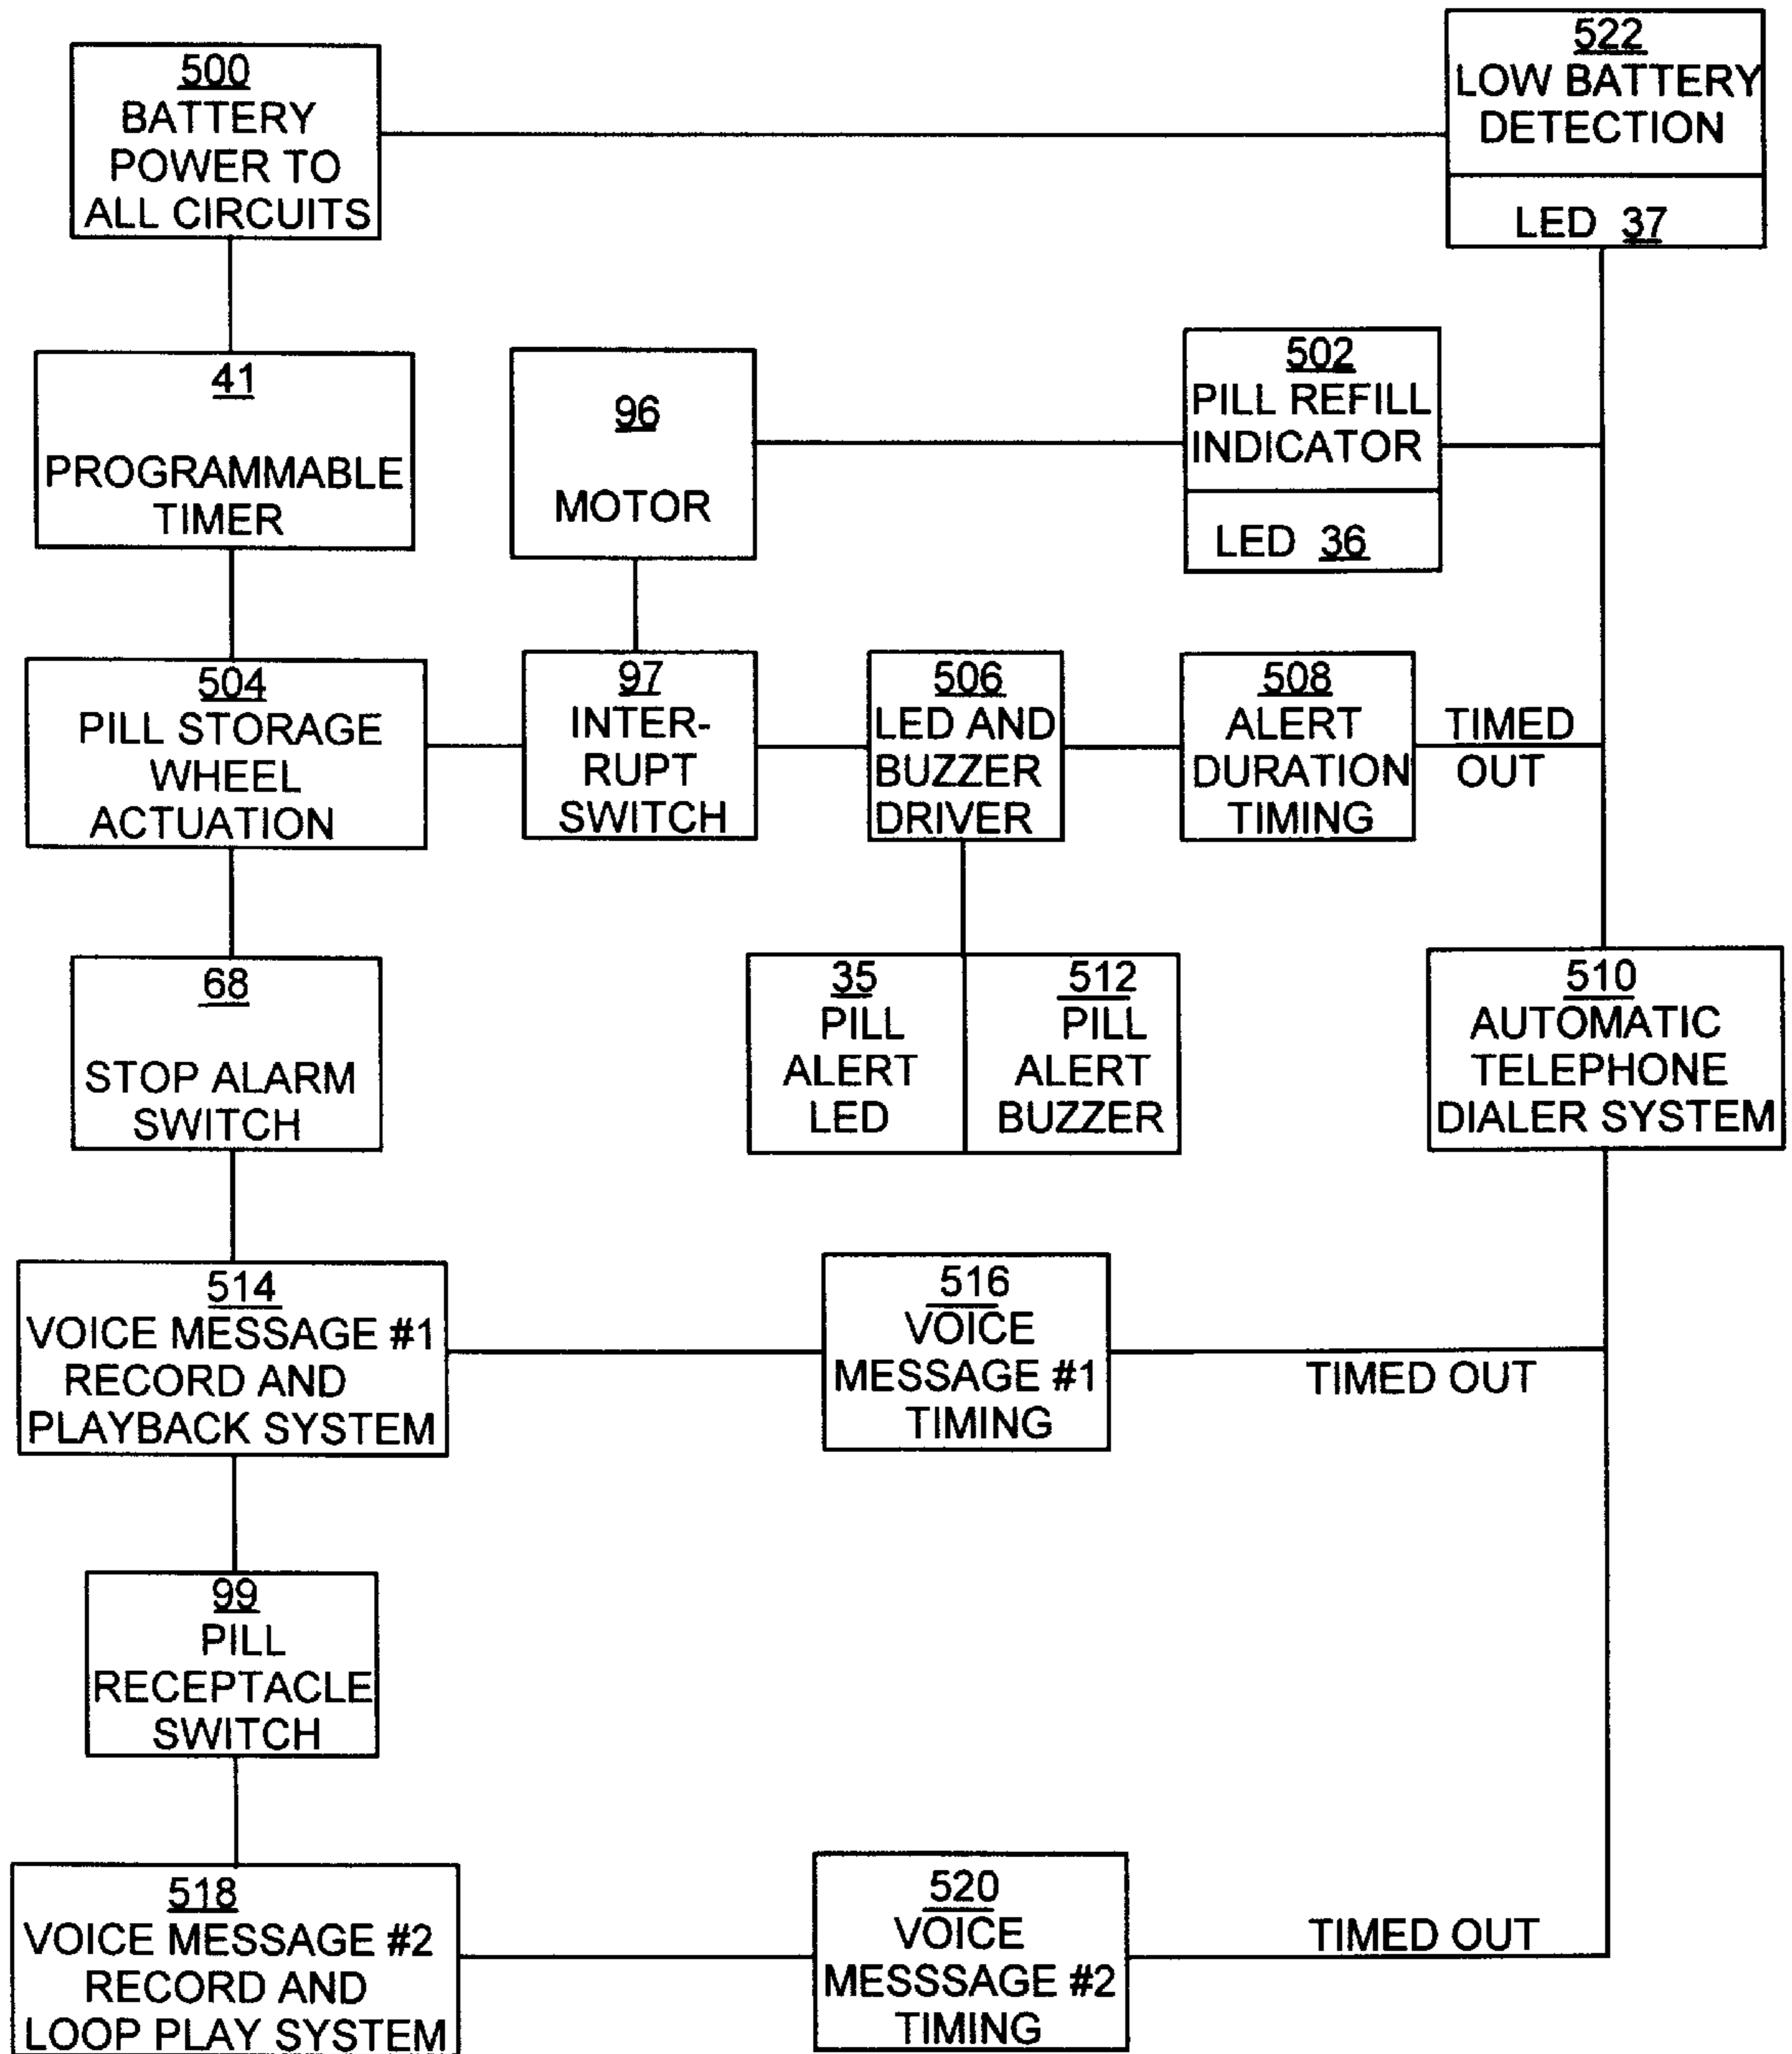 500
BATTERY
POWER TO
ALL CIRCUITS
522
LOW BATTERY
DETECTION
LED 37
41
PROGRAMMABLE
TIMER
96
MOTOR
502
PILL REFILL
INDICATOR
LED 36
504
PILL STORAGE
WHEEL
ACTUATION
97
INTER-
RUPT
SWITCH
506
LED AND
BUZZER
DRIVER
508
ALERT
DURATION
TIMING
TIMED
OUT
68
STOP ALARM
SWITCH
35
PILL
ALERT
LED
512
PILL
ALERT
BUZZER
510
AUTOMATIC
TELEPHONE
DIALER SYSTEM
514
VOICE MESSAGE #1
RECORD AND
PLAYBACK SYSTEM
516
VOICE
MESSAGE #1
TIMING
TIMED OUT
99
PILL
RECEPTACLE
SWITCH
518
VOICE MESSAGE #2
RECORD AND
LOOP PLAY SYSTEM
520
VOICE
MESSSAGE #2
TIMING
TIMED OUT